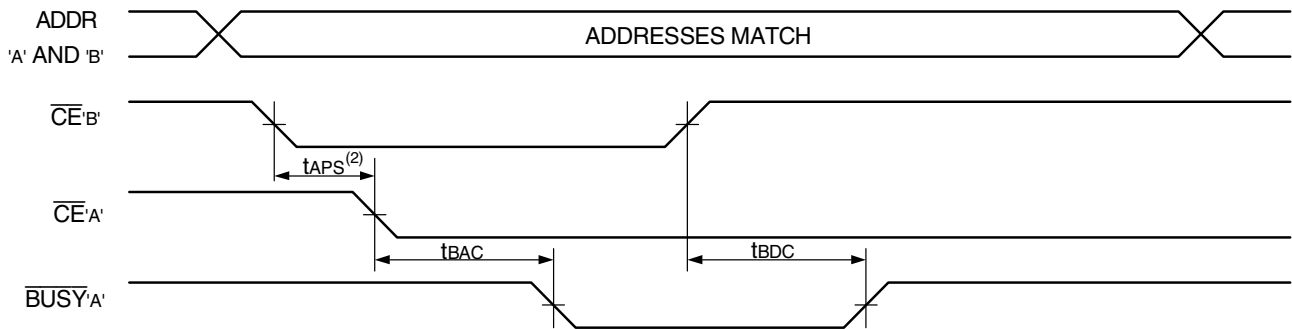 ADDR
'A' AND 'B'
ADDRESSES MATCH
CE'B'
tAPS(2)
CE'A'
tBAC
tBDC
BUSY'A'